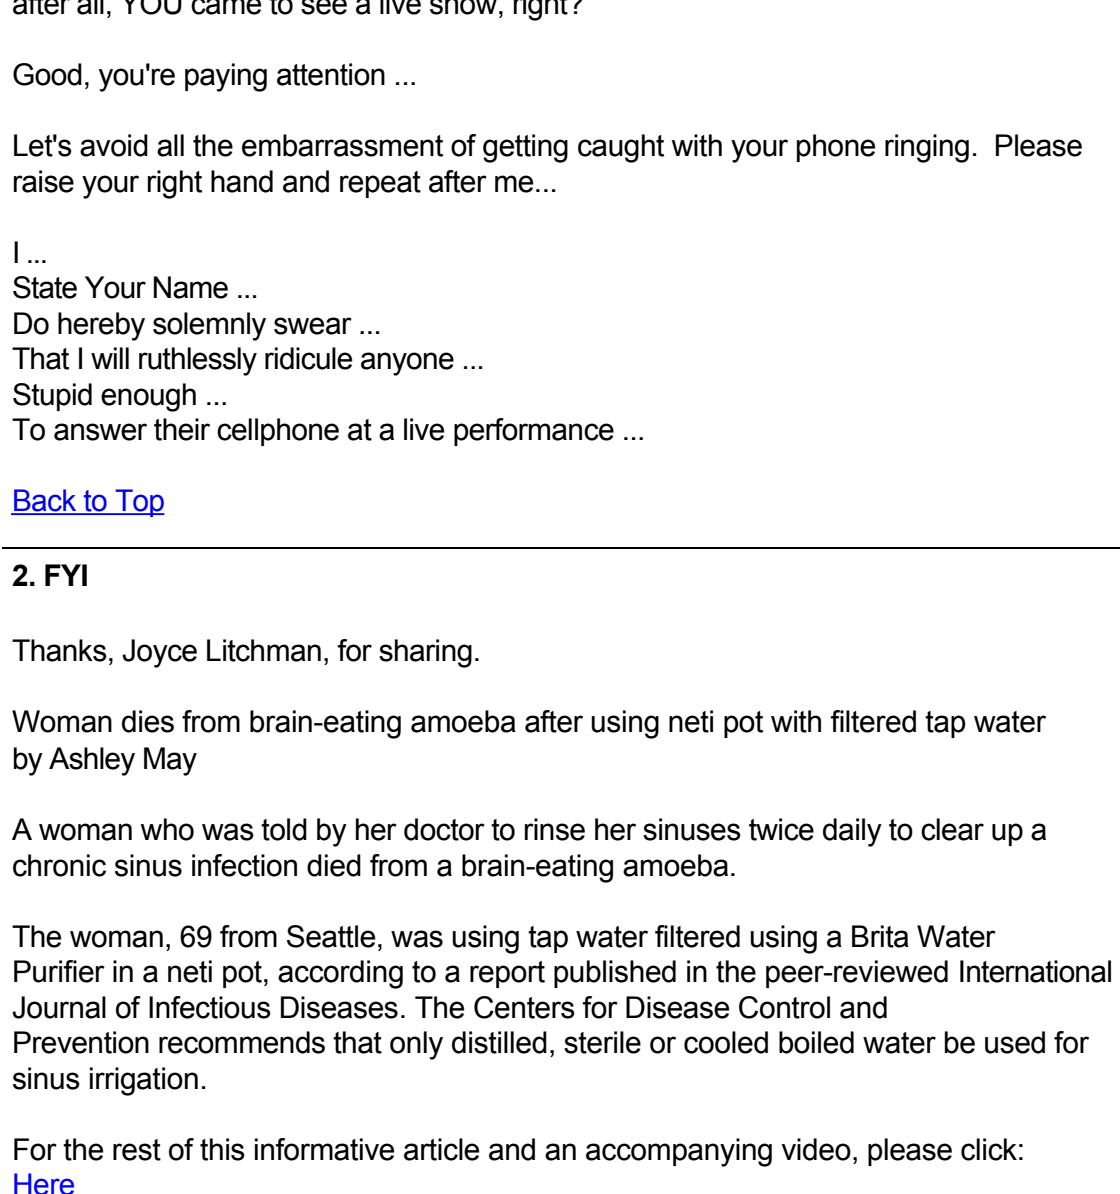 after all, YOU came to see a live show, right?
Good, you're paying attention ...
Let's avoid all the embarrassment of getting caught with your phone ringing.  Please
raise your right hand and repeat after me...
I ...
State Your Name ...
Do hereby solemnly swear ...
That I will ruthlessly ridicule anyone ...
Stupid enough ...
To answer their cellphone at a live performance ...
Back to Top
2. FYI
Thanks, Joyce Litchman, for sharing.
Woman dies from brain-eating amoeba after using neti pot with filtered tap water
by Ashley May
A woman who was told by her doctor to rinse her sinuses twice daily to clear up a
chronic sinus infection died from a brain-eating amoeba.
The woman, 69 from Seattle, was using tap water filtered using a Brita Water
Purifier in a neti pot, according to a report published in the peer-reviewed International
Journal of Infectious Diseases. The Centers for Disease Control and
Prevention recommends that only distilled, sterile or cooled boiled water be used for
sinus irrigation.
For the rest of this informative article and an accompanying video, please click:
Here